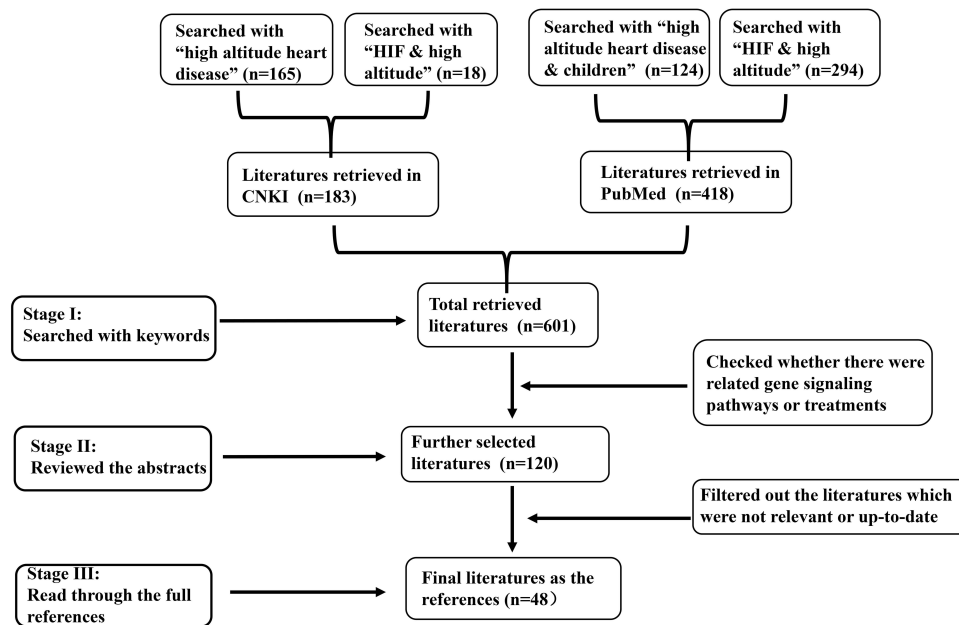 Searched with
“high altitude heart
disease” (n=165)
Searched with
“HIF & high
altitude” (n=18)
Searched with “high
altitude heart disease
& children” (n=124)
Searched with
“HIF & high
altitude” (n=294)
Literatures retrieved in
CNKI (n=183)
Literatures retrieved in
PubMed (n=418)
Stage I:
Searched with keywords
Total retrieved
literatures (n=601)
Checked whether there were
related gene signaling
pathways or treatments
Stage II:
Reviewed the abstracts
Further selected
literatures (n=120)
Filtered out the literatures which
were not relevant or up-to-date
Stage III:
Read through the full
references
Final literatures as the
references (n=48）